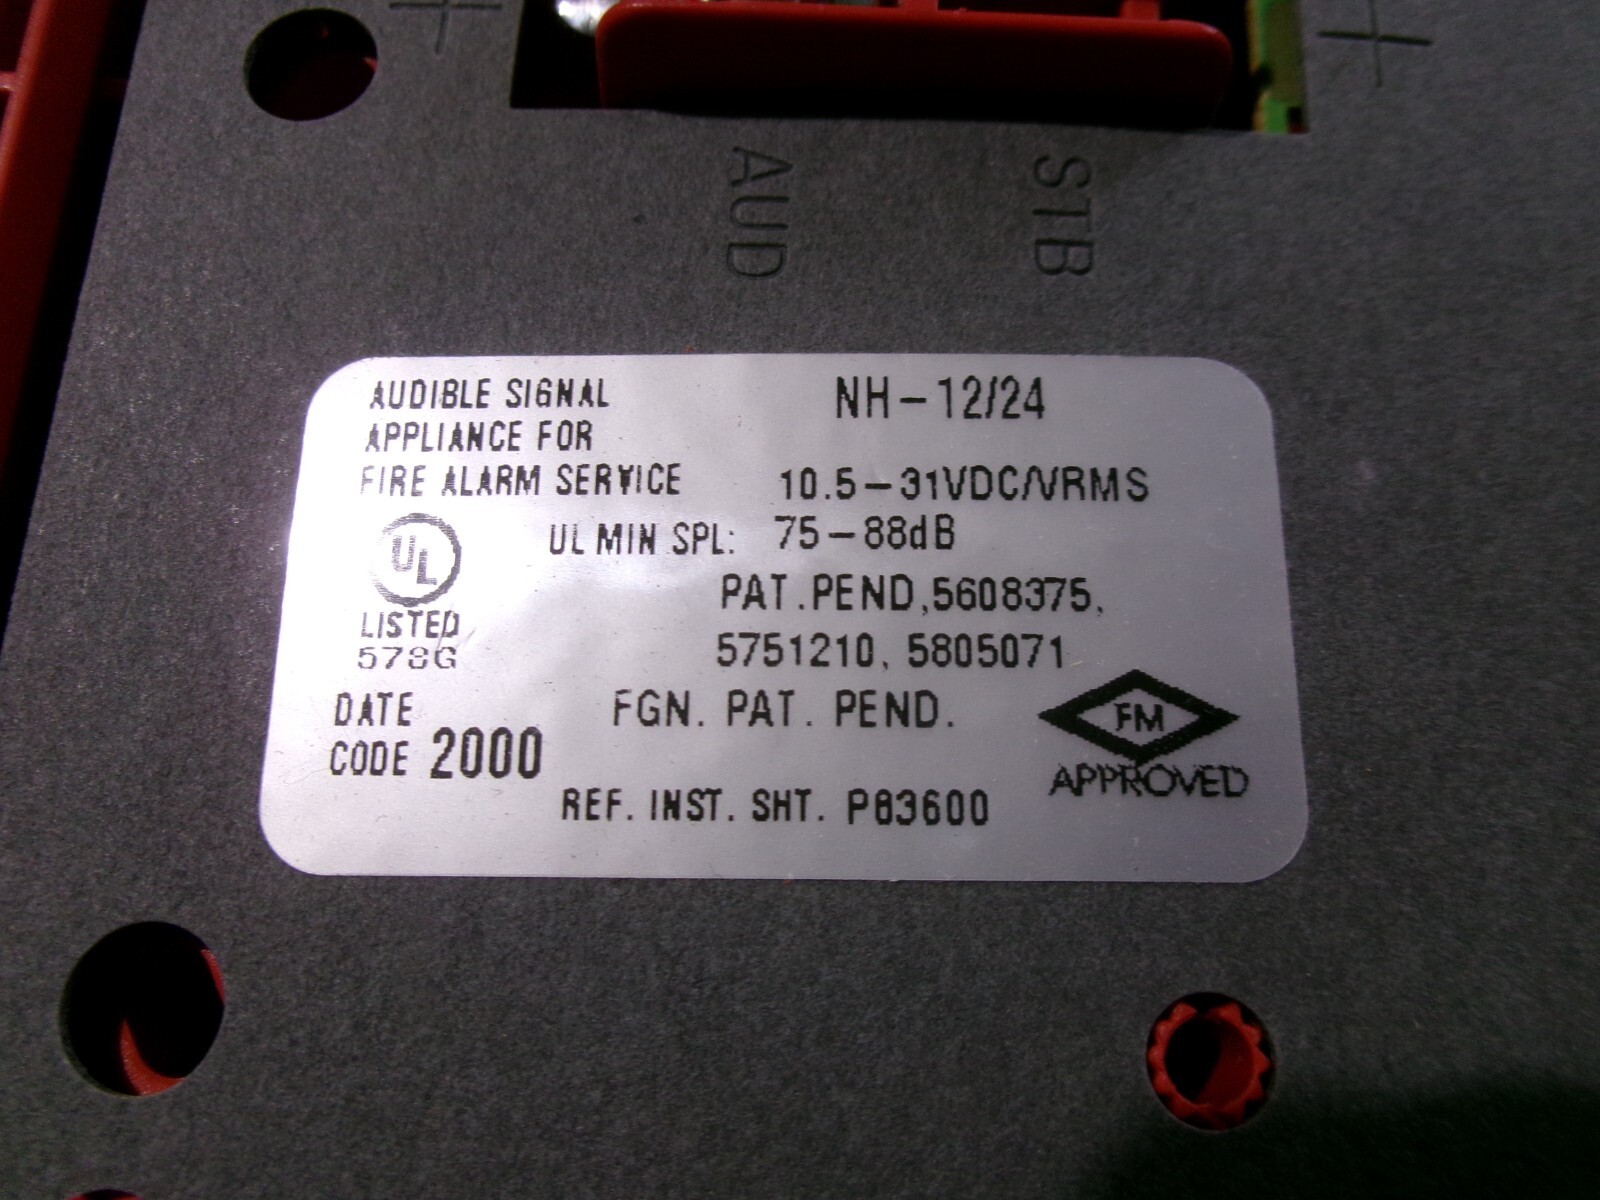 AUD
STB
AUDIBLE SIGNAL
APPLIANCE FOR
FIRE ALARM SERVICE
NH-12/24
10.5-31VDC/VRMS
UL MIN SPL: 75-88dB
UL
LISTED
578G
PAT.PEND,5608375,
5751210, 5805071
FGN. PAT. PEND.
DATE
CODE 2000
FM
APPROVED
REF. INST. SHT. P83600